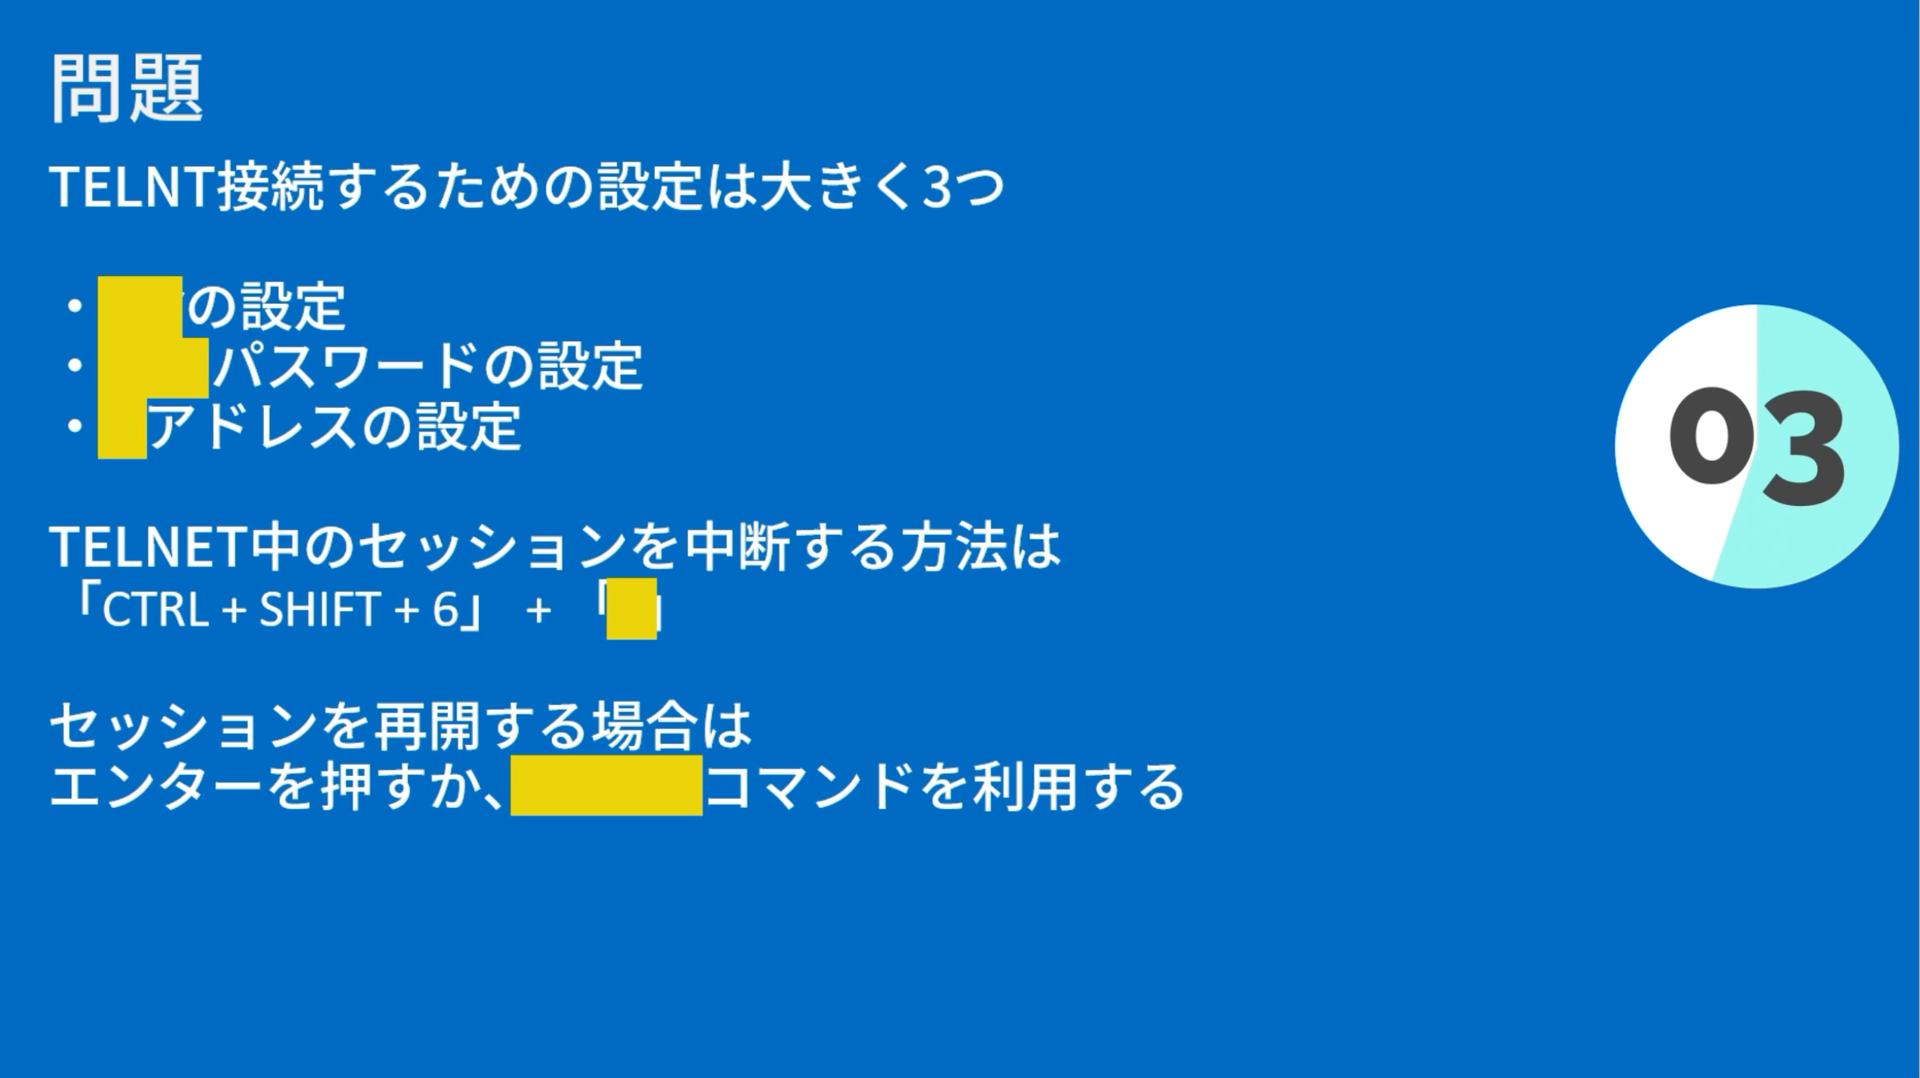 問題
TELNT接続するための設定は大きく3つ
・の設定
・パスワードの設定
・アドレスの設定
TELNET中のセッションを中断する方法は
「CTRL + SHIFT + 6」 + 「」
セッションを再開する場合は
エンターを押すか、コマンドを利用する
03